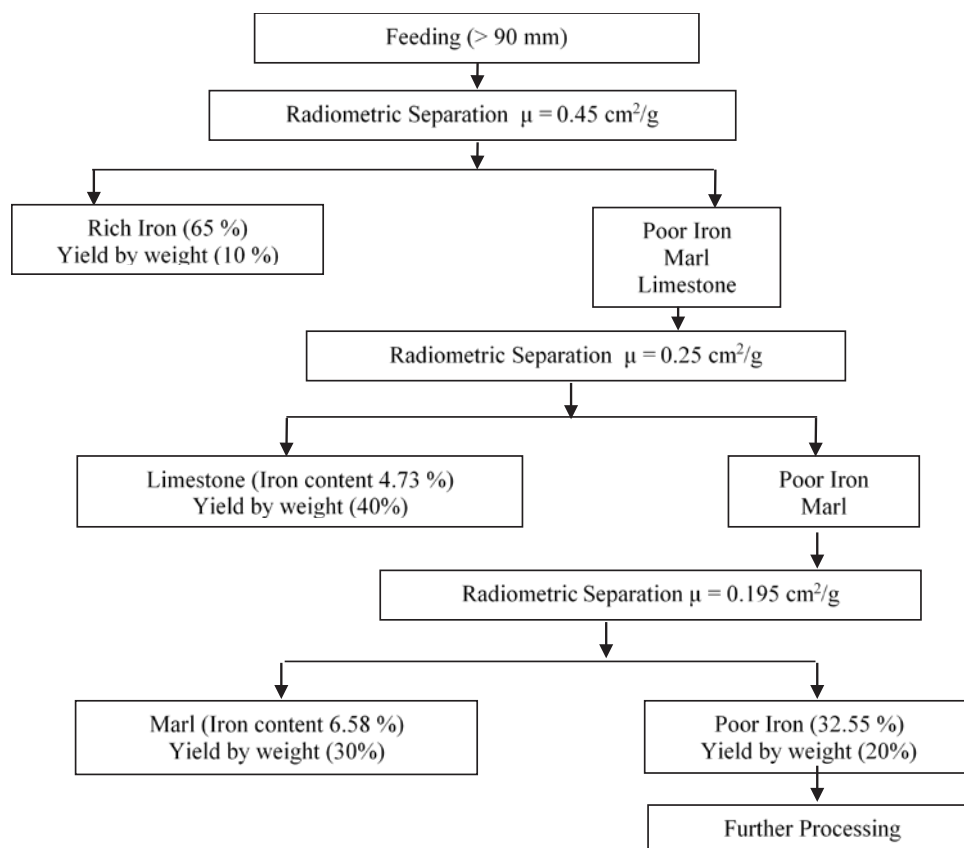 Feeding (> 90 mm)
Radiometric Separation μ = 0.45 cm²/g
Rich Iron (65 %)
Yield by weight (10 %)
Poor Iron
Marl
Limestone
Radiometric Separation μ = 0.25 cm²/g
Limestone (Iron content 4.73 %)
Yield by weight (40%)
Poor Iron
Marl
Radiometric Separation μ = 0.195 cm²/g
Marl (Iron content 6.58 %)
Yield by weight (30%)
Poor Iron (32.55 %)
Yield by weight (20%)
Further Processing